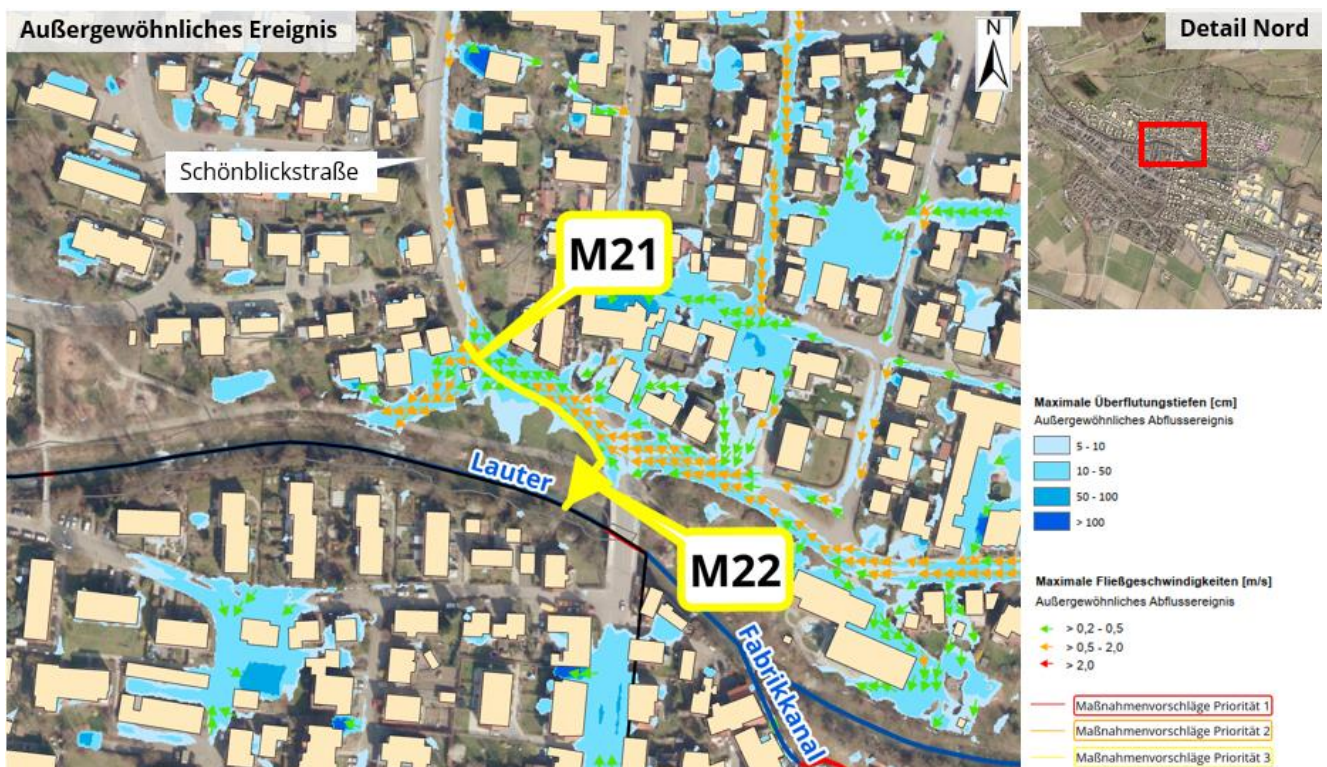 Außergewöhnliches Ereignis
N
Detail Nord
Schönblickstraße
M21
Lauter
M22
Fabrikkanal
Maximale Überflutungstiefen [cm]
Außergewöhnliches Abflussereignis
5 - 10
10 - 50
50 - 100
> 100
Maximale Fließgeschwindigkeiten [m/s]
Außergewöhnliches Abflussereignis
> 0,2 - 0,5
> 0,5 - 2,0
> 2,0
Maßnahmenvorschläge Priorität 1
Maßnahmenvorschläge Priorität 2
Maßnahmenvorschläge Priorität 3